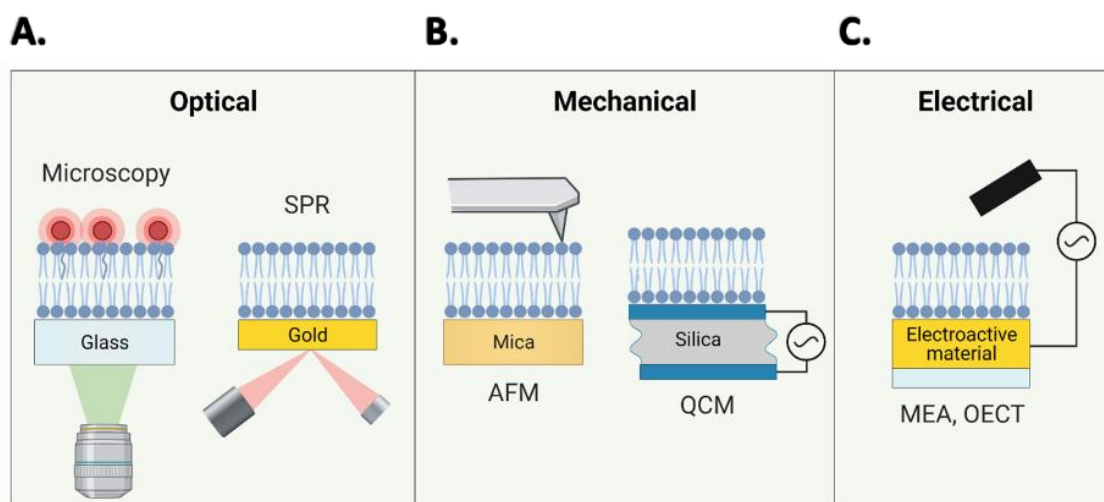 A.
B.
C.
Optical
Mechanical
Electrical
Microscopy
SPR
Glass
Gold
Mica
Silica
AFM
QCM
Electroactive
material
MEA, OECT